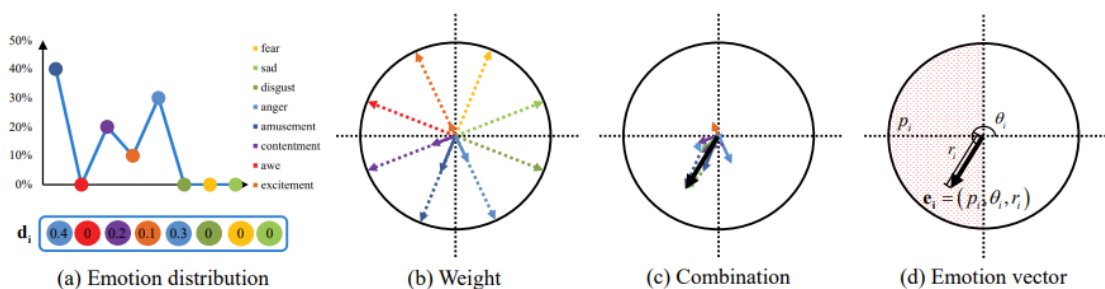 50%
40%
30%
20%
10%
0%
fear
sad
disgust
anger
amusement
contentment
awe
excitement
d_i 0.4 0 0.2 0.1 0.3 0 0 0
(a) Emotion distribution
(b) Weight
(c) Combination
p_i
θ_i
r_i
e_i = (p_i, θ_i, r_i)
(d) Emotion vector